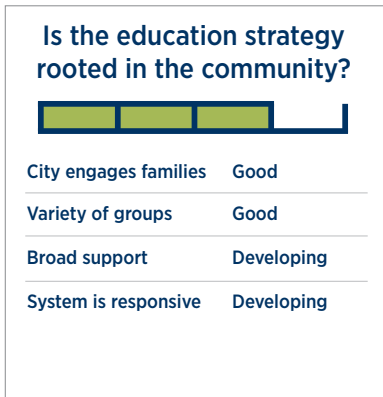 Is the education strategy
rooted in the community?
City engages families Good
Variety of groups Good
Broad support Developing
System is responsive Developing